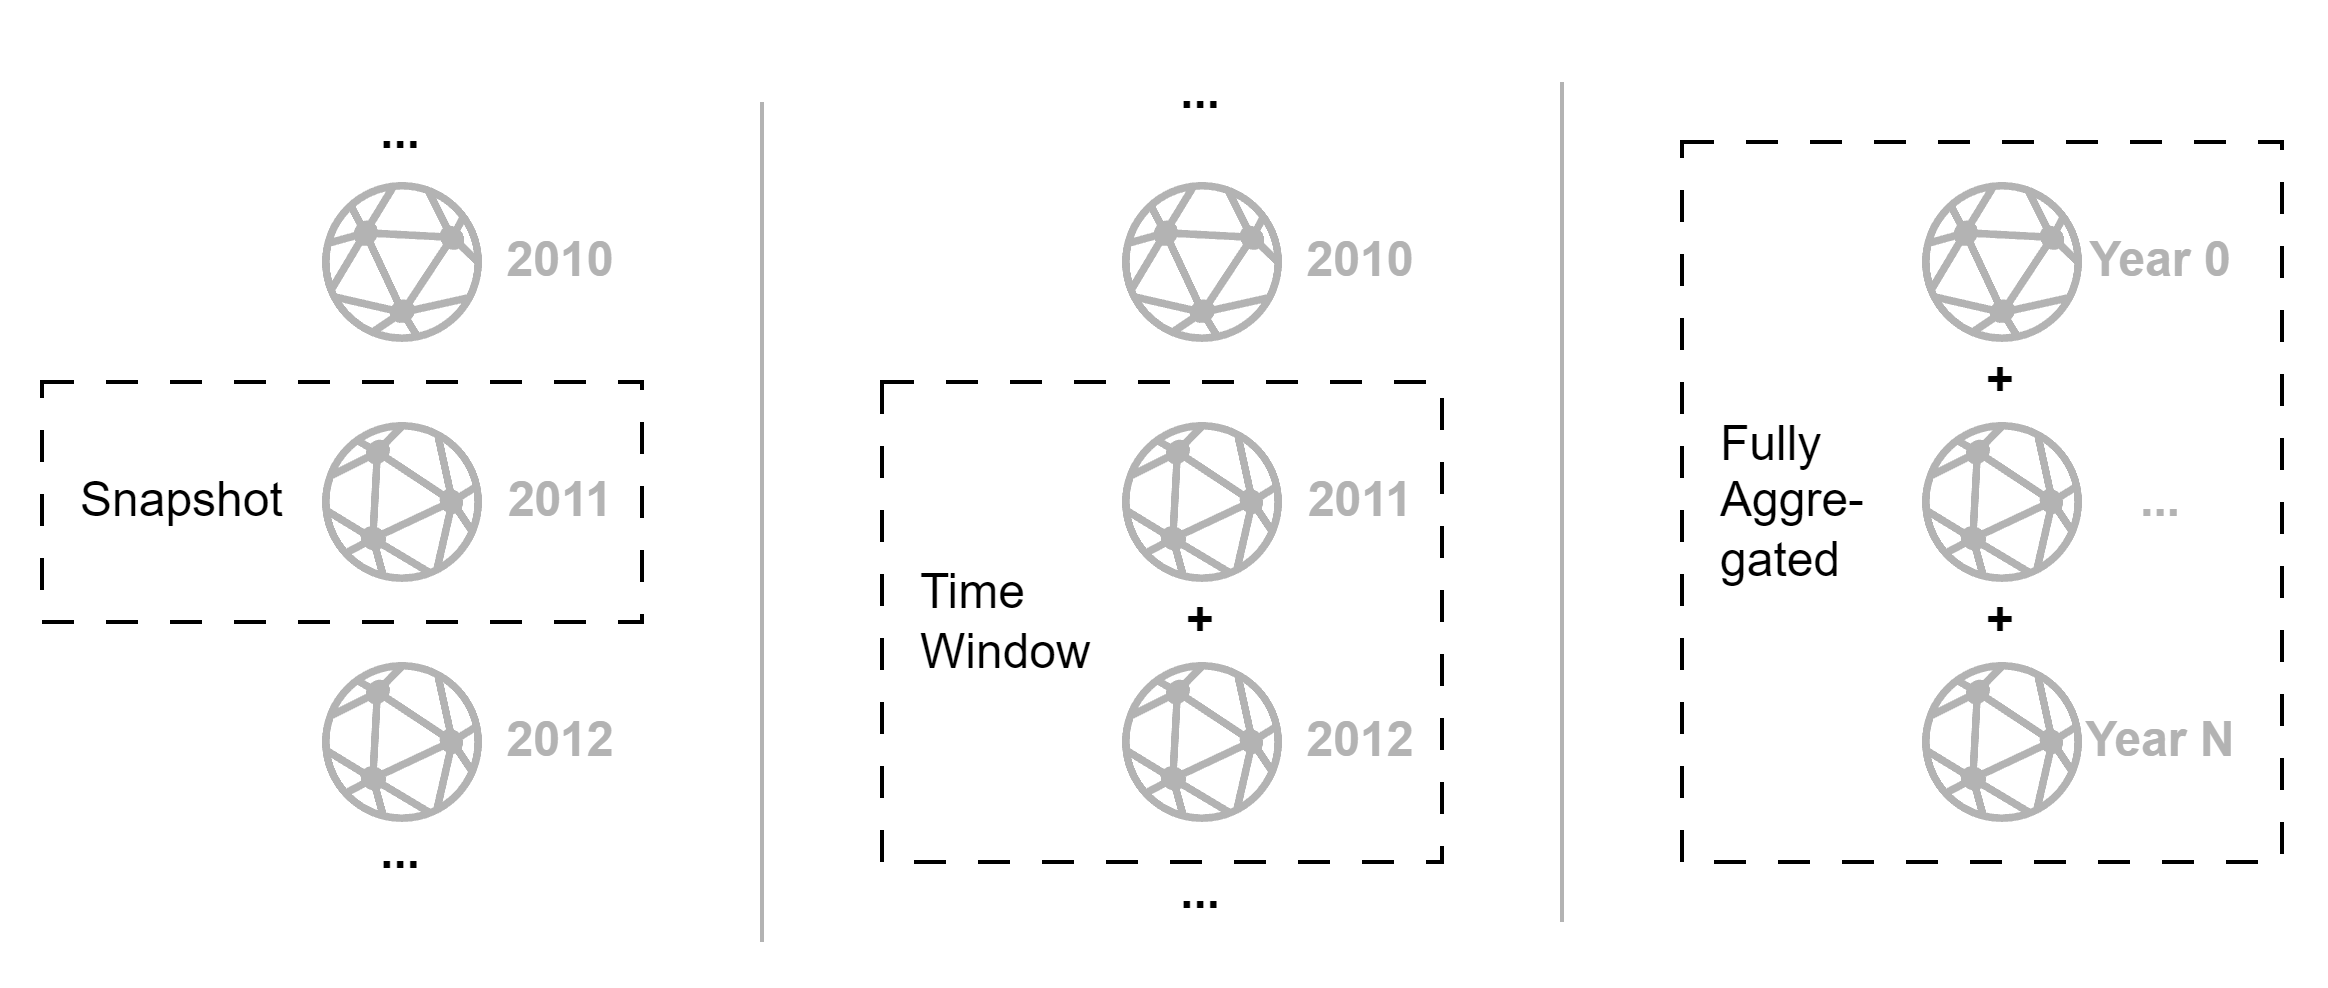 ...
2010
Snapshot
2011
2012
...
...
2010
2011
Time
+
Window
2012
...
Year 0
+
Fully
Aggre-
...
gated
+
Year N